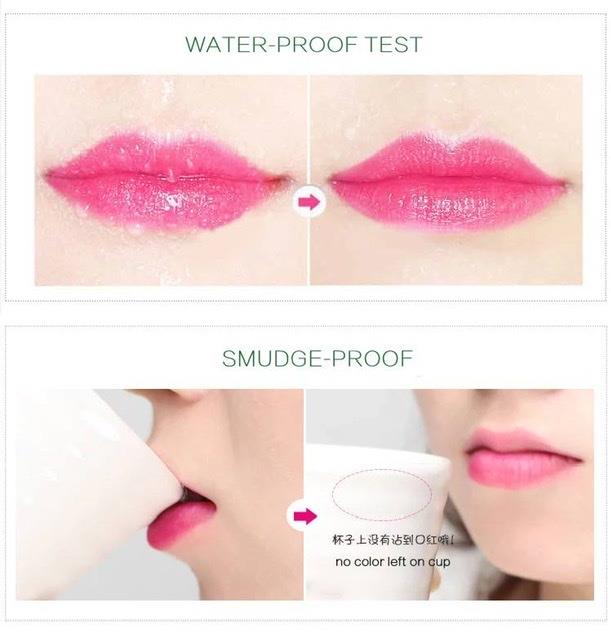 WATER-PROOF TEST
SMUDGE-PROOF
杯子上没有沾到口红哦!
no color left on cup